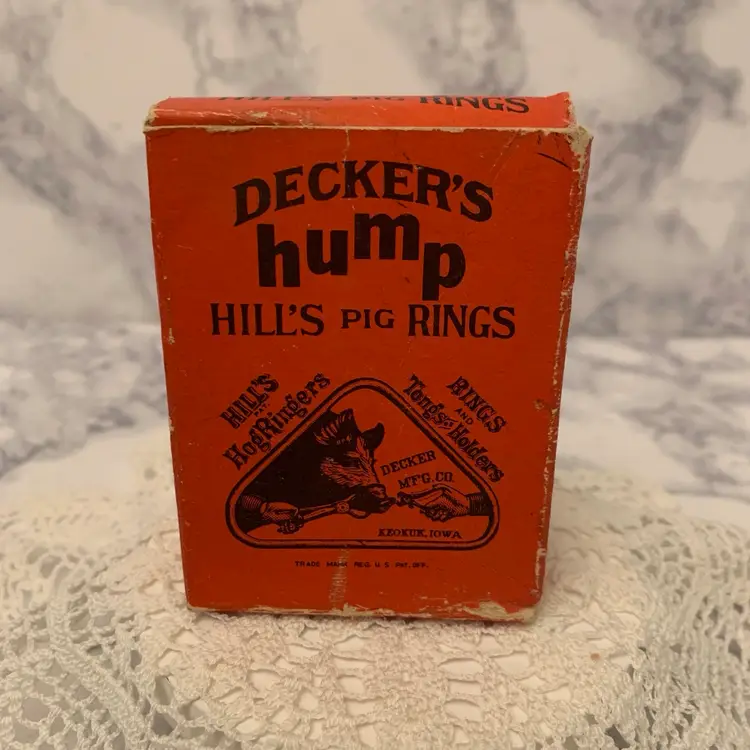 HILL'S PIG RINGS
DECKER'S
hump
HILL'S PIG RINGS
HILL'S
PAT.
HogRingers
RINGS
AND
Tongs
Holders
DECKER
M'F'G. CO.
KEOKUK, IOWA
TRADE MARK REG. U.S. PAT. OFF.